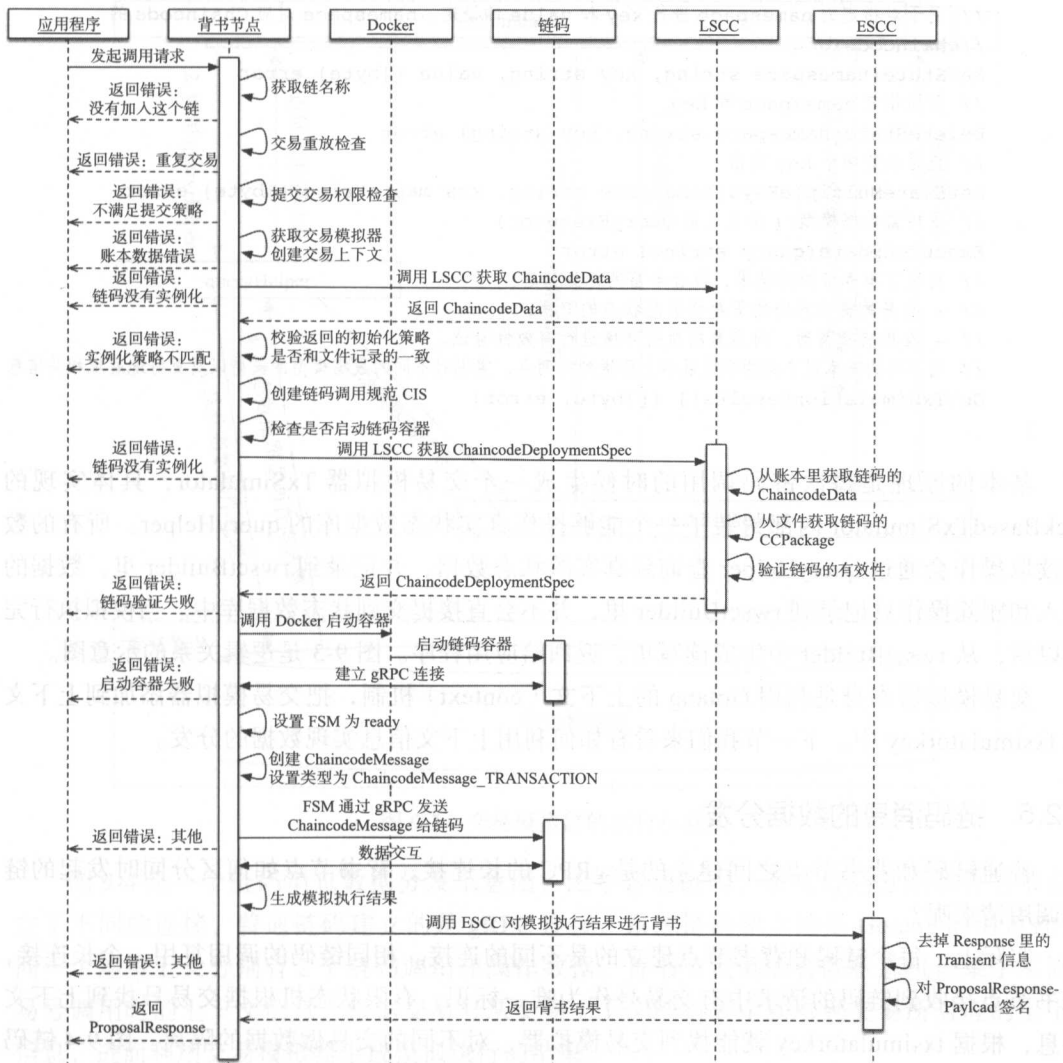 应用程序
背书节点
Docker
链码
LSCC
ESCC
发起调用请求
获取链名称
返回错误：
没有加入这个链
交易重放检查
返回错误：重复交易
提交交易权限检查
返回错误：
不满足提交策略
获取交易模拟器
创建交易上下文
返回错误：
账本数据错误
调用 LSCC 获取 ChaincodeData
返回错误：
链码没有实例化
返回 ChaincodeData
校验返回的初始化策略
是否和文件记录的一致
返回错误：
实例化策略不匹配
创建链码调用规范 CIS
检查是否启动链码容器
调用 LSCC 获取 ChaincodeDeploymentSpec
返回错误：
链码没有实例化
从账本里获取链码的
ChaincodeData
从文件获取链码的
CCPackage
验证链码的有效性
返回 ChaincodeDeploymentSpec
返回错误：
链码验证失败
调用 Docker 启动容器
启动链码容器
返回错误：
启动容器失败
建立 gRPC 连接
设置 FSM 为 ready
创建 ChaincodeMessage
设置类型为 ChaincodeMessage_TRANSACTION
FSM 通过 gRPC 发送
ChaincodeMessage 给链码
返回错误：其他
数据交互
生成模拟执行结果
调用 ESCC 对模拟执行结果进行背书
去掉 Response 里的
Transient 信息
返回错误：其他
对 ProposalResponse-
Paylcad 签名
返回
ProposalResponse
返回背书结果